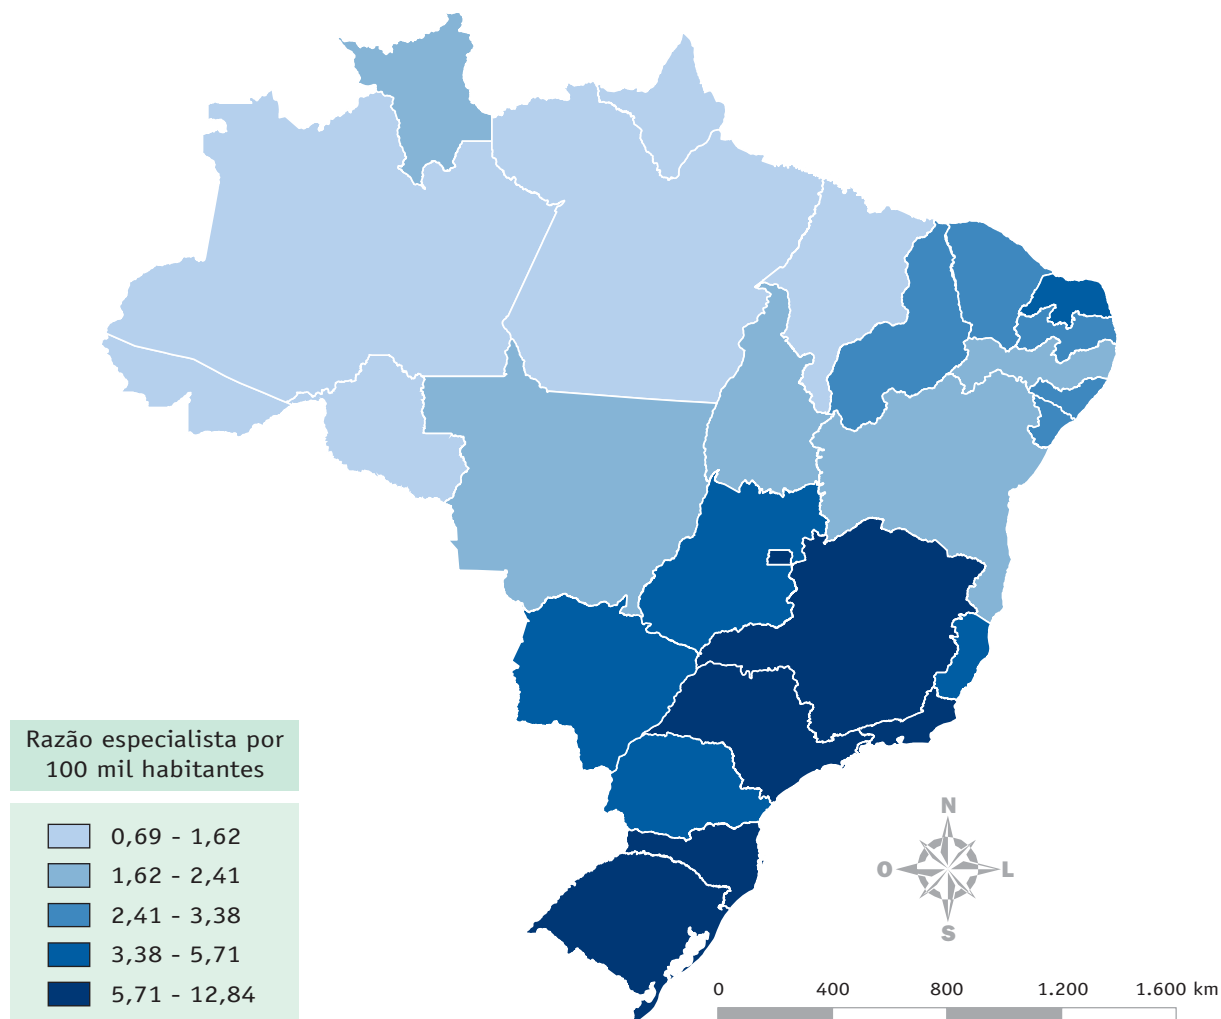 Razão especialista por
100 mil habitantes
0,69 - 1,62
1,62 - 2,41
2,41 - 3,38
3,38 - 5,71
5,71 - 12,84
N
O
L
S
0 400 800 1.200 1.600 km